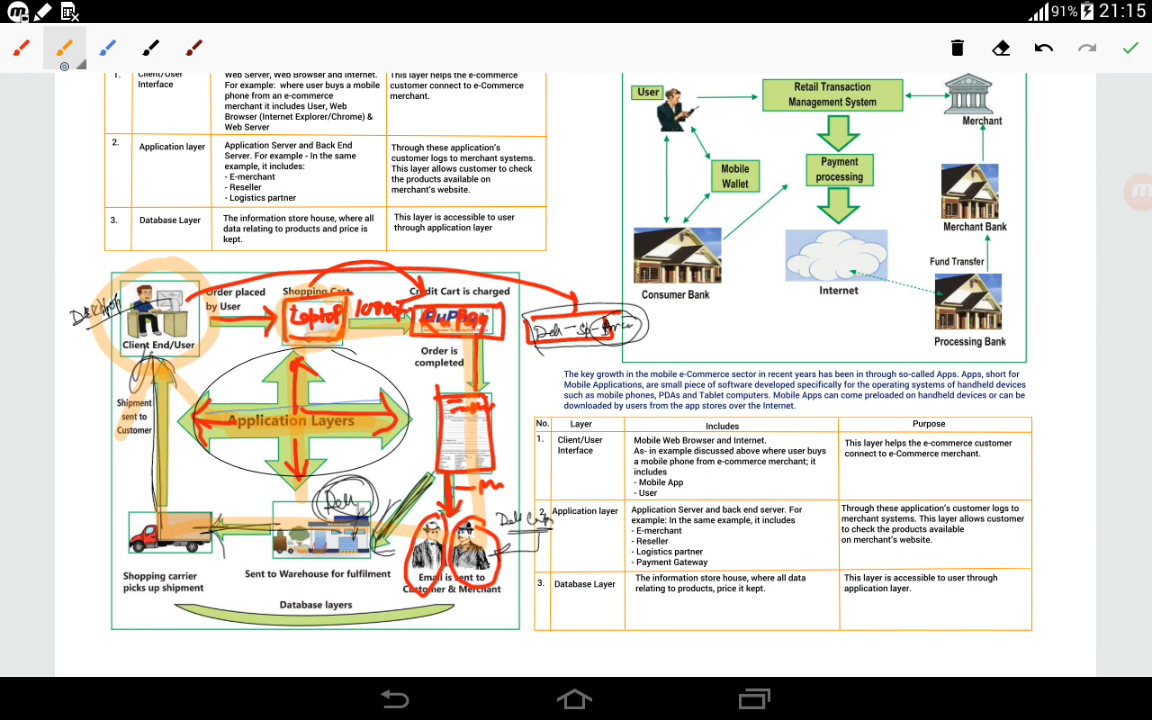 91% 21:15
1. Client/User Interface
Web Server, Web Browser and Internet.
For example: where user buys a mobile
phone from an e-commerce
merchant it includes User, Web
Browser (Internet Explorer/Chrome) &
Web Server
This layer helps the e-commerce
customer connect to e-Commerce
merchant.
2. Application layer
Application Server and Back End
Server. For example - In the same
example, it includes:
- E-merchant
- Reseller
- Logistics partner
Through these application's
customer logs to merchant systems.
This layer allows customer to check
the products available on
merchant's website.
3. Database Layer
The information store house, where all
data relating to products and price is
kept.
This layer is accessible to user
through application layer
User
Retail Transaction
Management System
Merchant
Mobile
Wallet
Payment
processing
Merchant Bank
Consumer Bank
Internet
Fund Transfer
Processing Bank
Desktop
Order placed
by User
Shopping Cart
Credit Cart is charged
Laptop
RuPay
Client End/User
Order is
completed
Shipment
sent to
Customer
Application Layers
Dell
Shopping carrier
picks up shipment
Sent to Warehouse for fulfilment
Email is sent to
Customer & Merchant
Database layers
The key growth in the mobile e-Commerce sector in recent years has been in through so-called Apps. Apps, short for
Mobile Applications, are small piece of software developed specifically for the operating systems of handheld devices
such as mobile phones, PDAs and Tablet computers. Mobile Apps can come preloaded on handheld devices or can be
downloaded by users from the app stores over the Internet.
No. Layer Includes Purpose
1. Client/User
Interface
Mobile Web Browser and Internet.
As- in example discussed above where user buys
a mobile phone from e-commerce merchant; it
includes
- Mobile App
- User
This layer helps the e-commerce customer
connect to e-Commerce merchant.
2. Application layer
Application Server and back end server. For
example: In the same example, it includes
- E-merchant
- Reseller
- Logistics partner
- Payment Gateway
Through these application's customer logs to
merchant systems. This layer allows customer
to check the products available
on merchant's website.
3. Database Layer
The information store house, where all data
relating to products, price it kept.
This layer is accessible to user through
application layer.